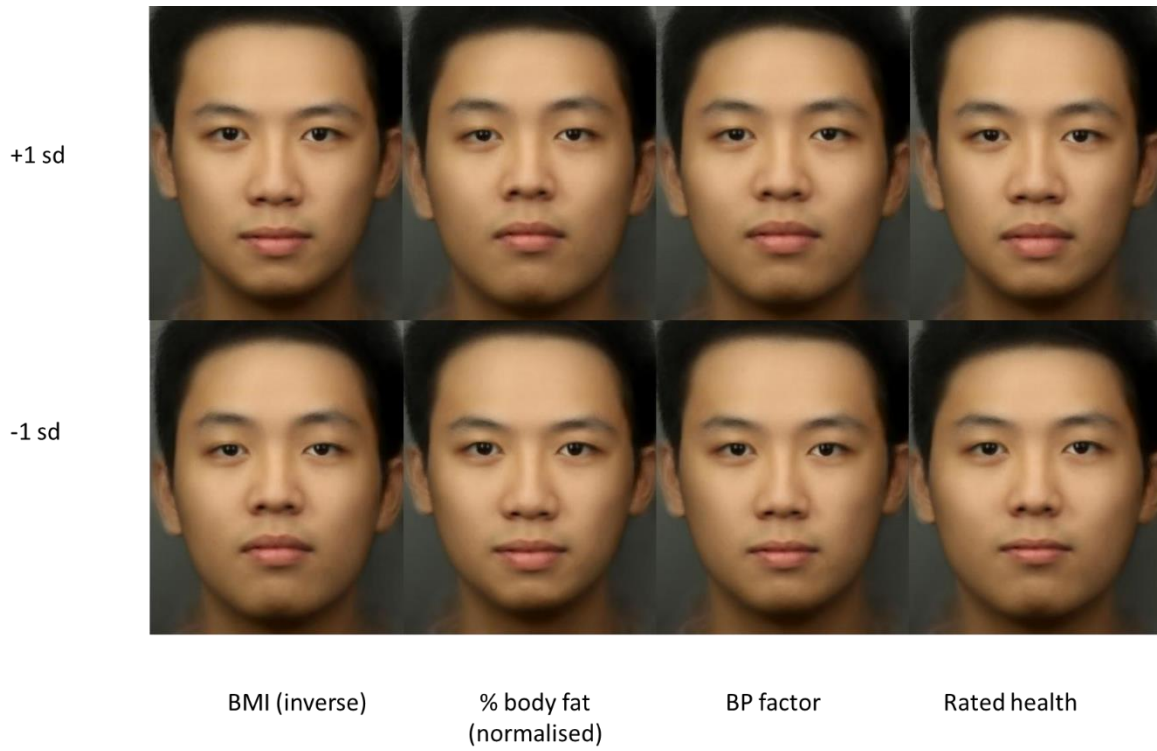 +1 sd
-1 sd
BMI (inverse)
% body fat
(normalised)
BP factor
Rated health